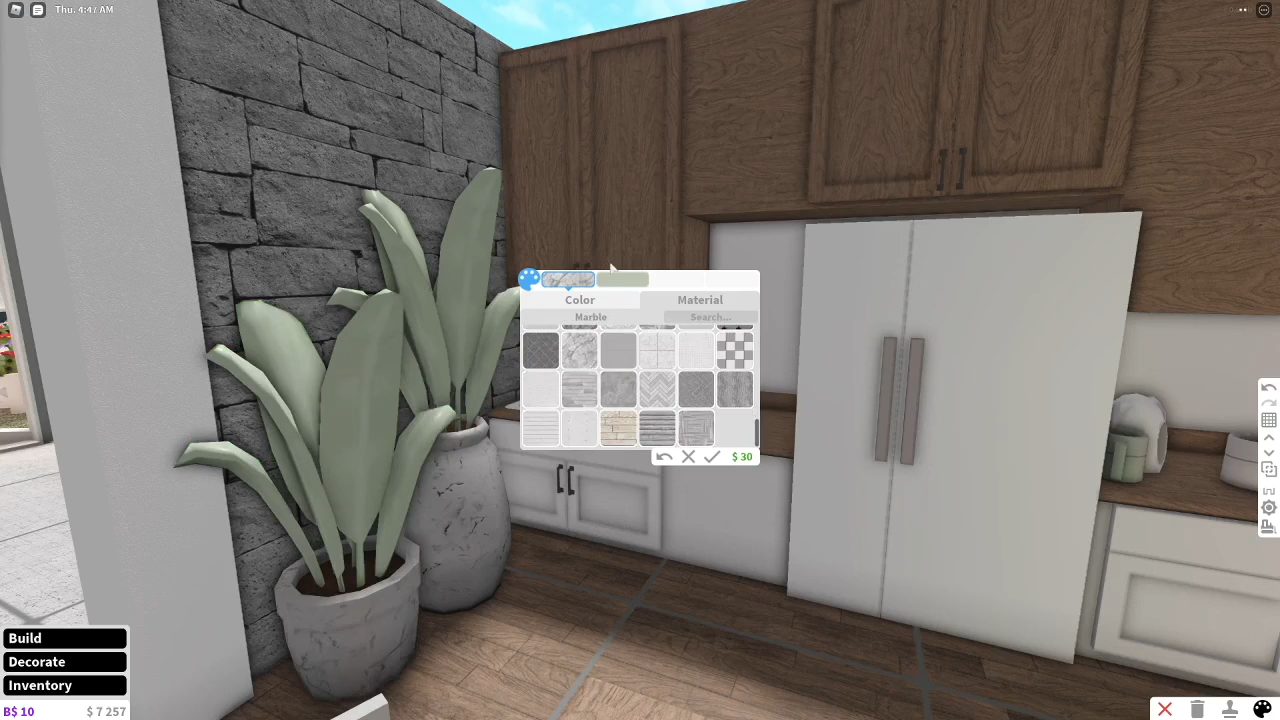 Thu. 4:47 AM
Color
Material
Marble
Search...
$ 30
Build
Decorate
Inventory
B$ 10
$ 7 257